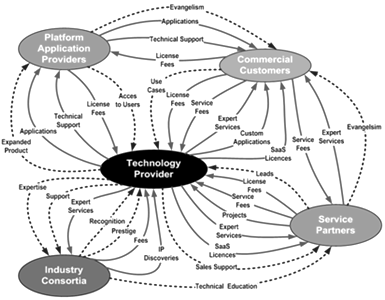 Evangelism
Applications
Platform
Application
Providers
Technical Support
License
Fees
Commercial
Customers
Use
Cases
Acces
to Users
License
Fees
Technical
Support
Applications
Expanded
Product
License
Fees
Service
Fees
Expert
Services
Custom
Applications
SaaS
Licences
Service
Fees
Expert
Services
Evangelsim
Technology
Provider
Leads
License
Fees
Service
Fees
Projects
Expert
Services
SaaS
Licences
Sales Support
Service
Partners
Expertise
Support
Expert
Services
Recognition
Prestige
Fees
IP
Discoveries
Industry
Consortia
Technical Education